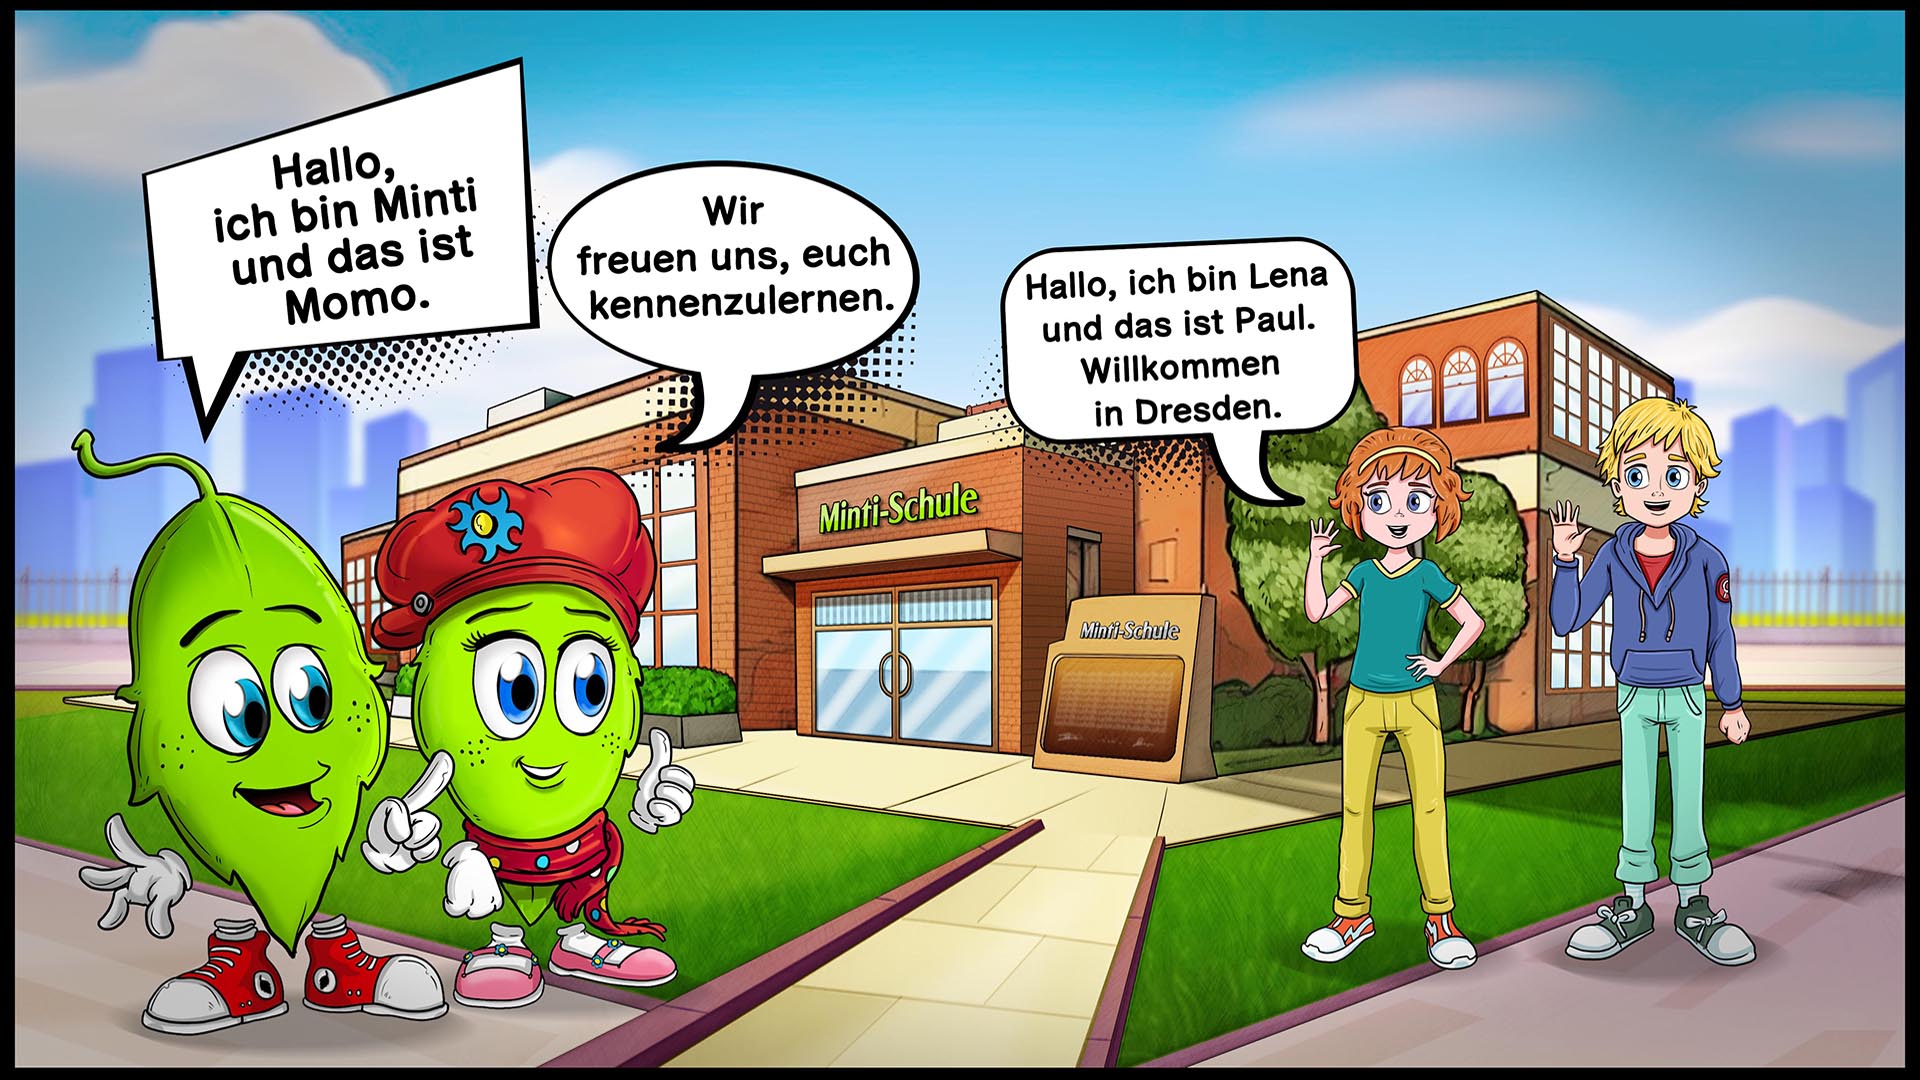 Hallo,
ich bin Minti
und das ist
Momo.
Wir
freuen uns, euch
kennenzulernen.
Hallo, ich bin Lena
und das ist Paul.
Willkommen
in Dresden.
Minti-Schule
Minti-Schule